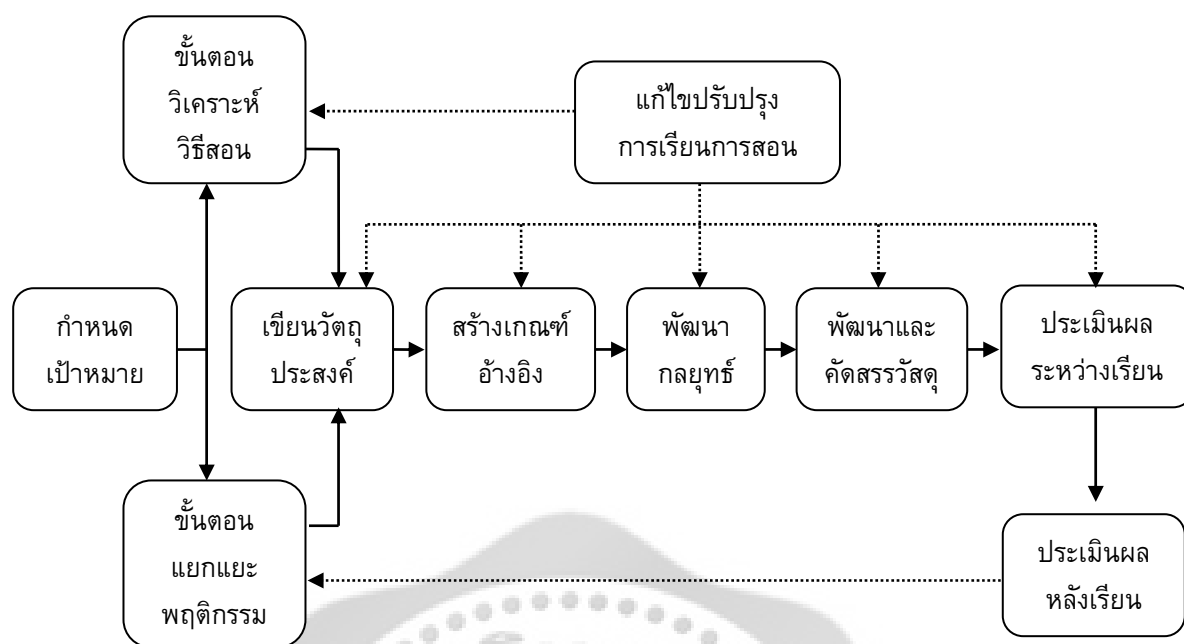 ขั้นตอน
วิเคราะห์
วิธีสอน
แก้ไขปรับปรุง
การเรียนการสอน
กำหนด
เป้าหมาย
เขียนวัตถุ
ประสงค์
สร้างเกณฑ์
อ้างอิง
พัฒนา
กลยุทธ์
พัฒนาและ
คัดสรรวัสดุ
ประเมินผล
ระหว่างเรียน
ขั้นตอน
แยกแยะ
พฤติกรรม
ประเมินผล
หลังเรียน